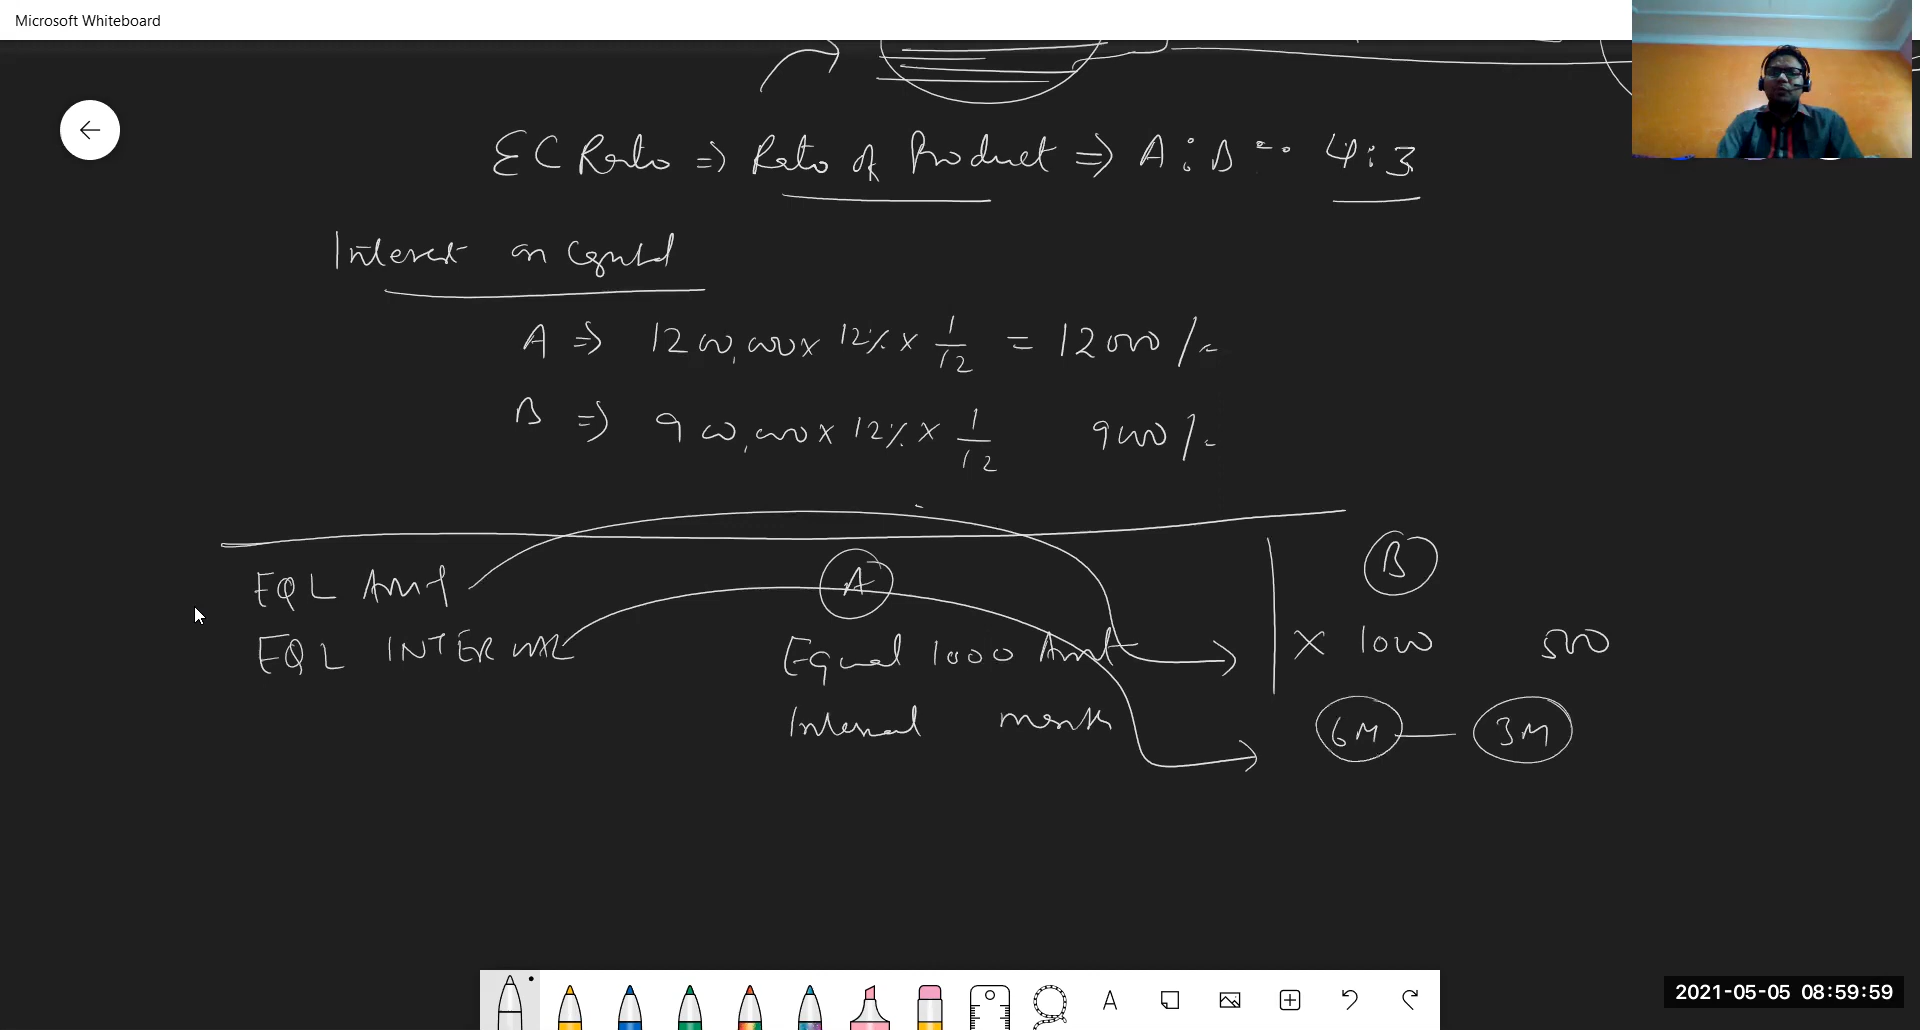 Microsoft Whiteboard
EC Ratio => Ratio of Product => A : B = 4 : 3
Interest on Capital
A => 1200,000 x 12% x 1/12 = 12000/-
B => 900,000 x 12% x 1/12 9000/-
EQL Amt
A
B
EQL INTERVAL
Equal 1000 Amt
X 1000 500
Interval month
6M — 3M
2021-05-05 08:59:59